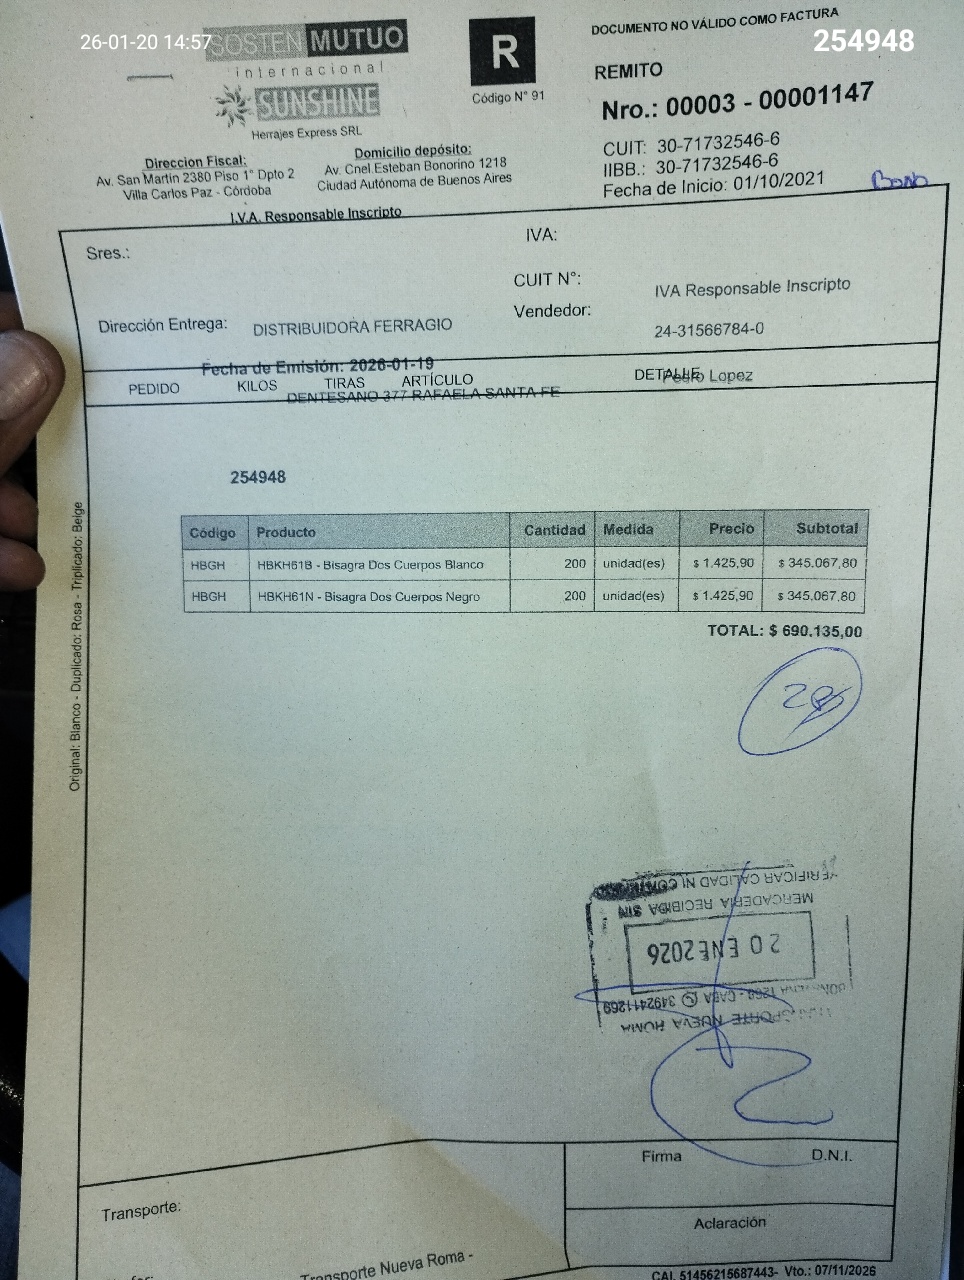 26-01-20 14:57
254948
SOSTEN MUTUO
internacional
SUNSHINE
Herrajes Express SRL
Direccion Fiscal:
Av. San Martin 2380 Piso 1° Dpto 2
Villa Carlos Paz - Córdoba
Domicilio depósito:
Av. Cnel.Esteban Bonorino 1218
Ciudad Autónoma de Buenos Aires
I.V.A. Responsable Inscripto
R
Código N° 91
DOCUMENTO NO VÁLIDO COMO FACTURA
REMITO
Nro.: 00003 - 00001147
CUIT: 30-71732546-6
IIBB.: 30-71732546-6
Fecha de Inicio: 01/10/2021
Sres.:
IVA:
CUIT N°:
IVA Responsable Inscripto
Dirección Entrega: DISTRIBUIDORA FERRAGIO
Vendedor:
24-31566784-0
Fecha de Emisión: 2026-01-19
PEDIDO KILOS TIRAS ARTÍCULO DETALLE
Pedro Lopez
DENTESANO 377 RAFAELA SANTA FE
254948
Código Producto Cantidad Medida Precio Subtotal
HBGH HBKH61B - Bisagra Dos Cuerpos Blanco 200 unidad(es) $ 1.425,90 $ 345.067,80
HBGH HBKH61N - Bisagra Dos Cuerpos Negro 200 unidad(es) $ 1.425,90 $ 345.067,80
TOTAL: $ 690.135,00
Original: Blanco - Duplicado: Rosa - Triplicado: Beige
TRANSPORTE NUEVA ROMA
1268 - CABA 3492411269
20 ENE 2026
MERCADERIA RECIBIDA SIN
VERIFICAR CALIDAD NI
Firma D.N.I.
Aclaración
Transporte:
Transporte Nueva Roma -
CAI. 51456215687443- Vto.: 07/11/2026